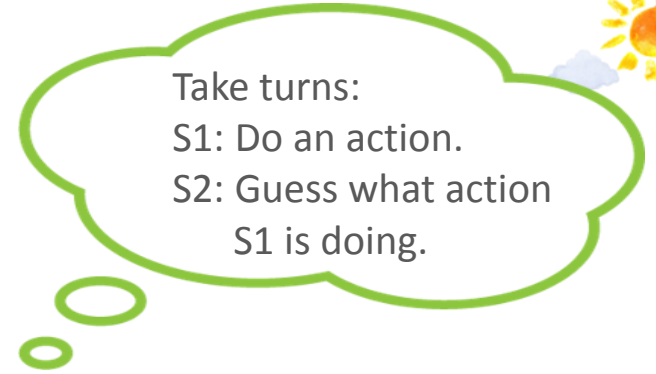 Take turns:
S1: Do an action.
S2: Guess what action
S1 is doing.